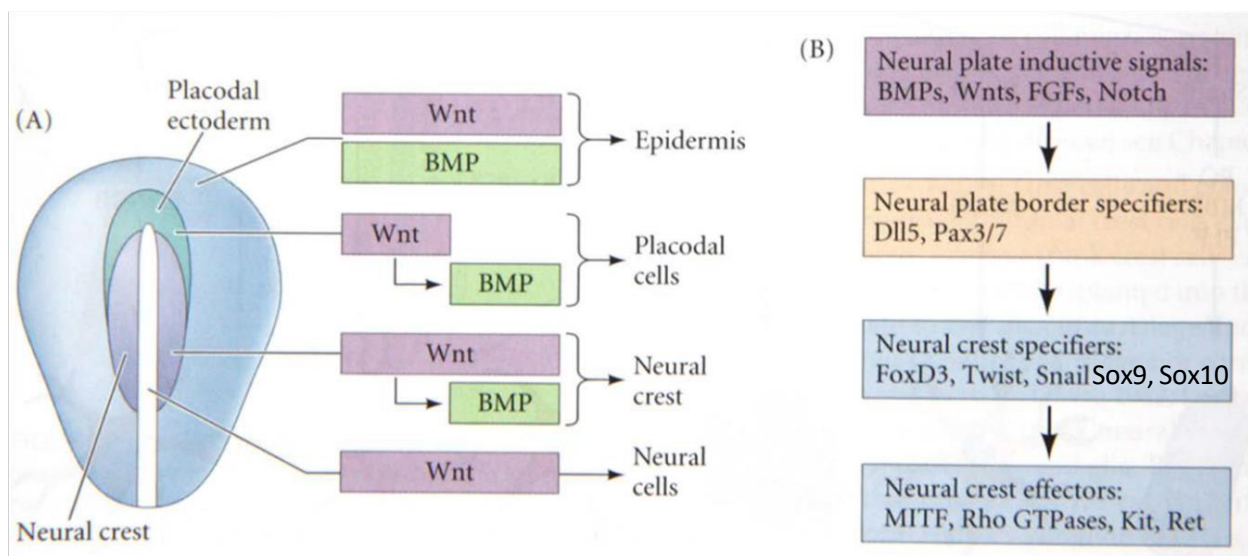 (A)
Placodal
ectoderm
Neural crest
Wnt
BMP
Epidermis
Wnt
BMP
Placodal
cells
Wnt
BMP
Neural
crest
Wnt
Neural
cells
(B)
Neural plate inductive signals:
BMPs, Wnts, FGFs, Notch
Neural plate border specifiers:
Dll5, Pax3/7
Neural crest specifiers:
FoxD3, Twist, Snail Sox9, Sox10
Neural crest effectors:
MITF, Rho GTPases, Kit, Ret